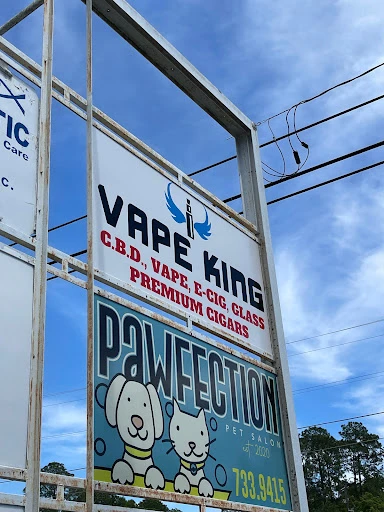 TIC
Care
C.
VAPE KING
C.B.D., VAPE, E-CIG, GLASS
PREMIUM CIGARS
PAWFECTION
PET SALON
est 2020
733.9415